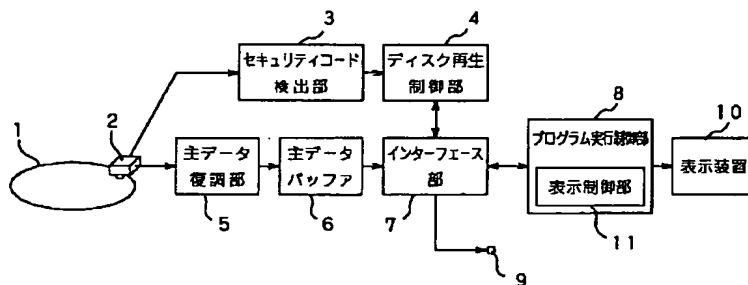 3
4
セキュリティコード
検出部
ディスク再生
制御部
8
10
1
2
プログラム実行制御部
主データ
復調部
主データ
バッファ
インターフェース
部
表示装置
表示制御部
5
6
7
11
9